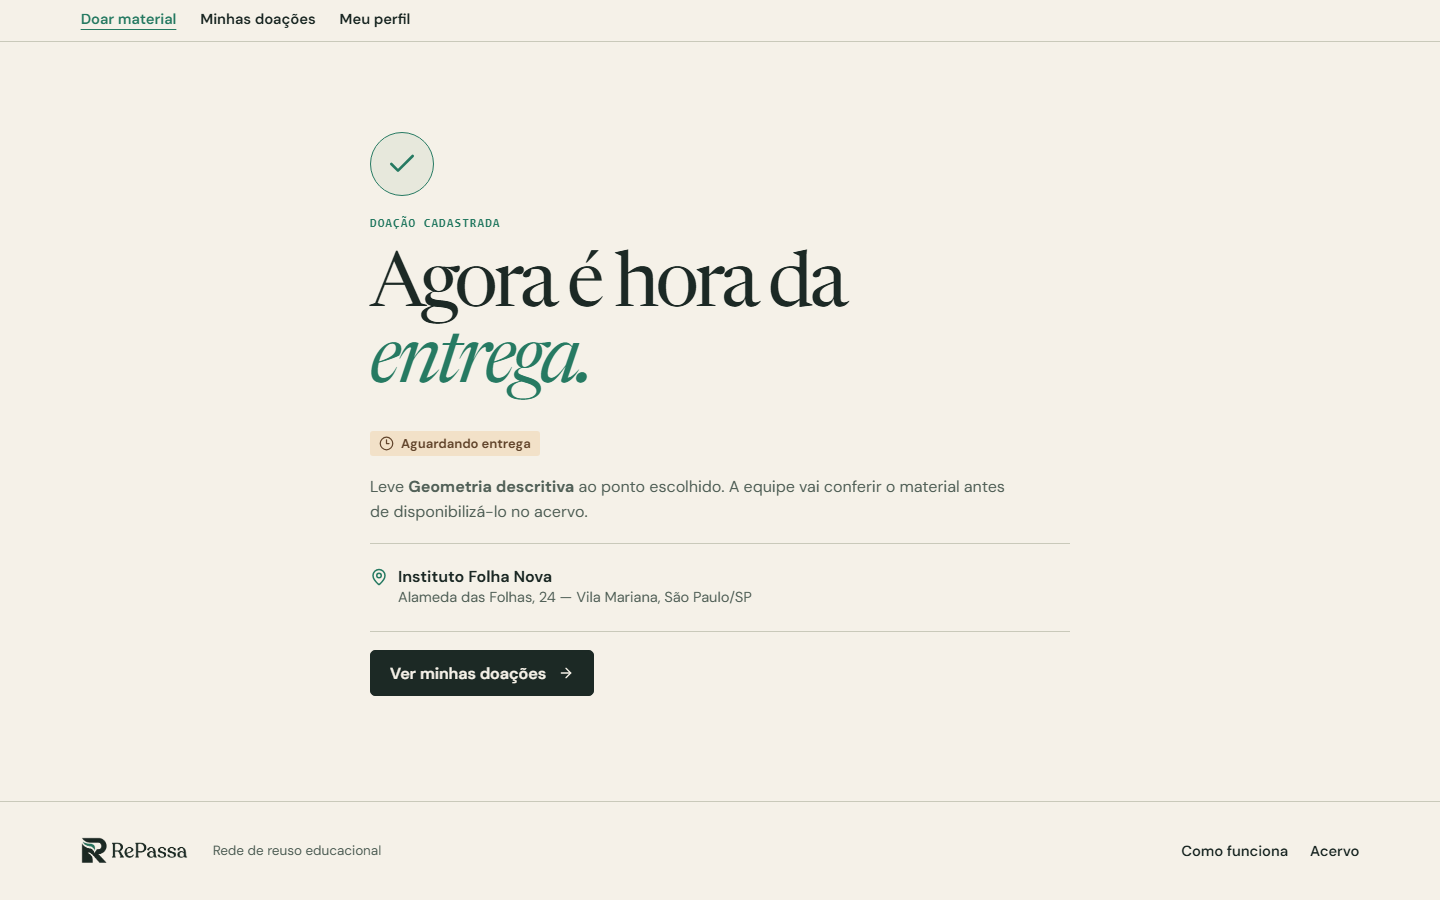 Doar material Minhas doações Meu perfil
DOAÇÃO CADASTRADA
Agora é hora da
entrega.
Aguardando entrega
Leve Geometria descritiva ao ponto escolhido. A equipe vai conferir o material antes
de disponibilizá-lo no acervo.
Instituto Folha Nova
Alameda das Folhas, 24 — Vila Mariana, São Paulo/SP
Ver minhas doações
RePassa Rede de reuso educacional Como funciona Acervo